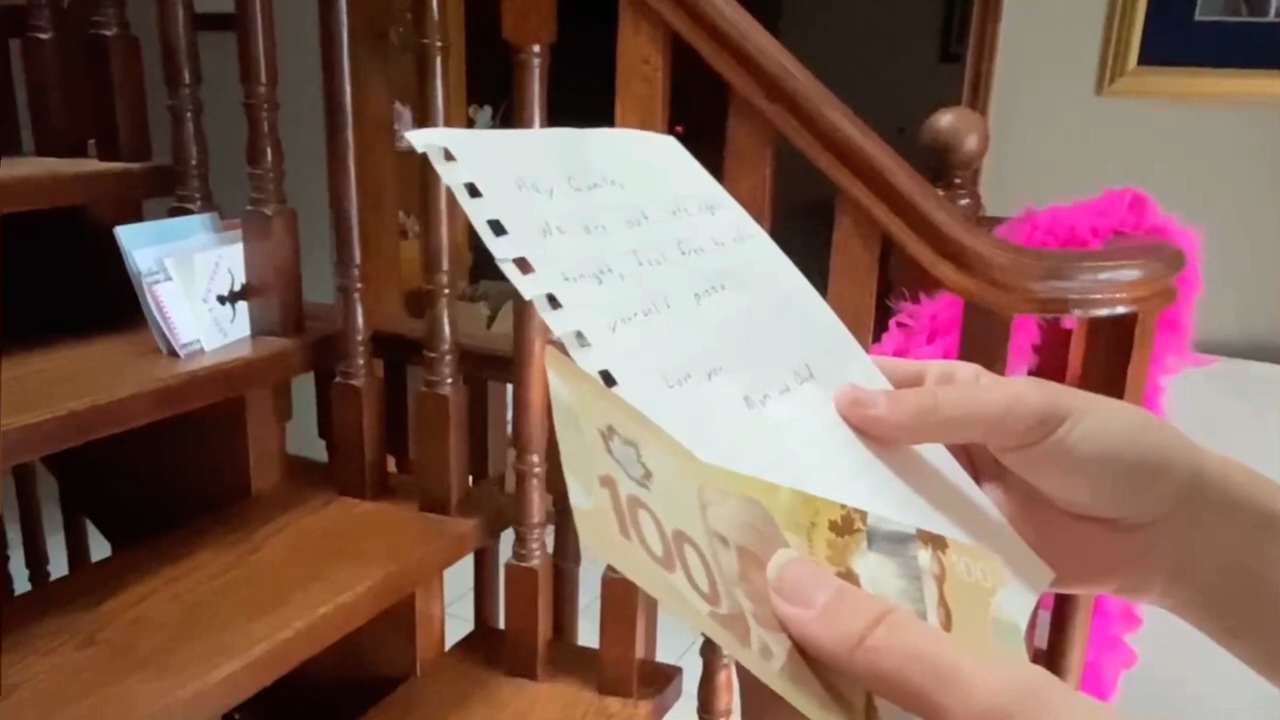 Hey
We are out late again
tonight, feel free to order
yourself pizza.
Love you
Mom and Dad
100
100